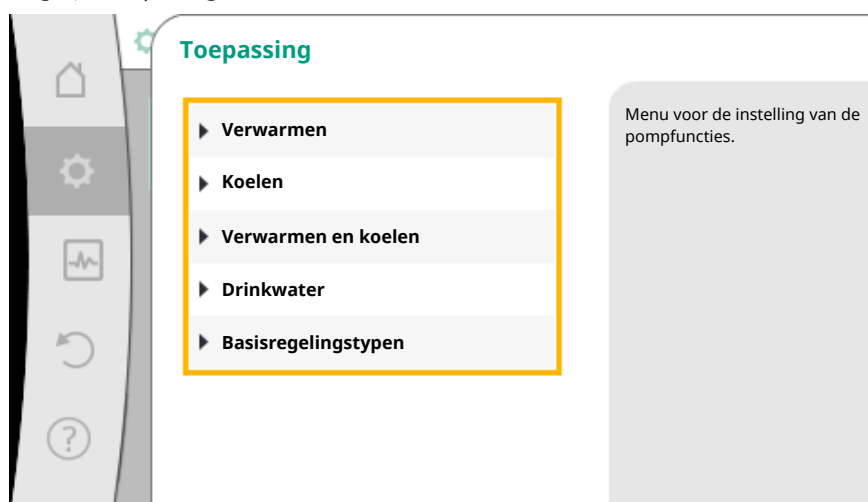 Toepassing
Verwarmen
Koelen
Verwarmen en koelen
Drinkwater
Basisregelingstypen
Menu voor de instelling van de
pompfuncties.
?